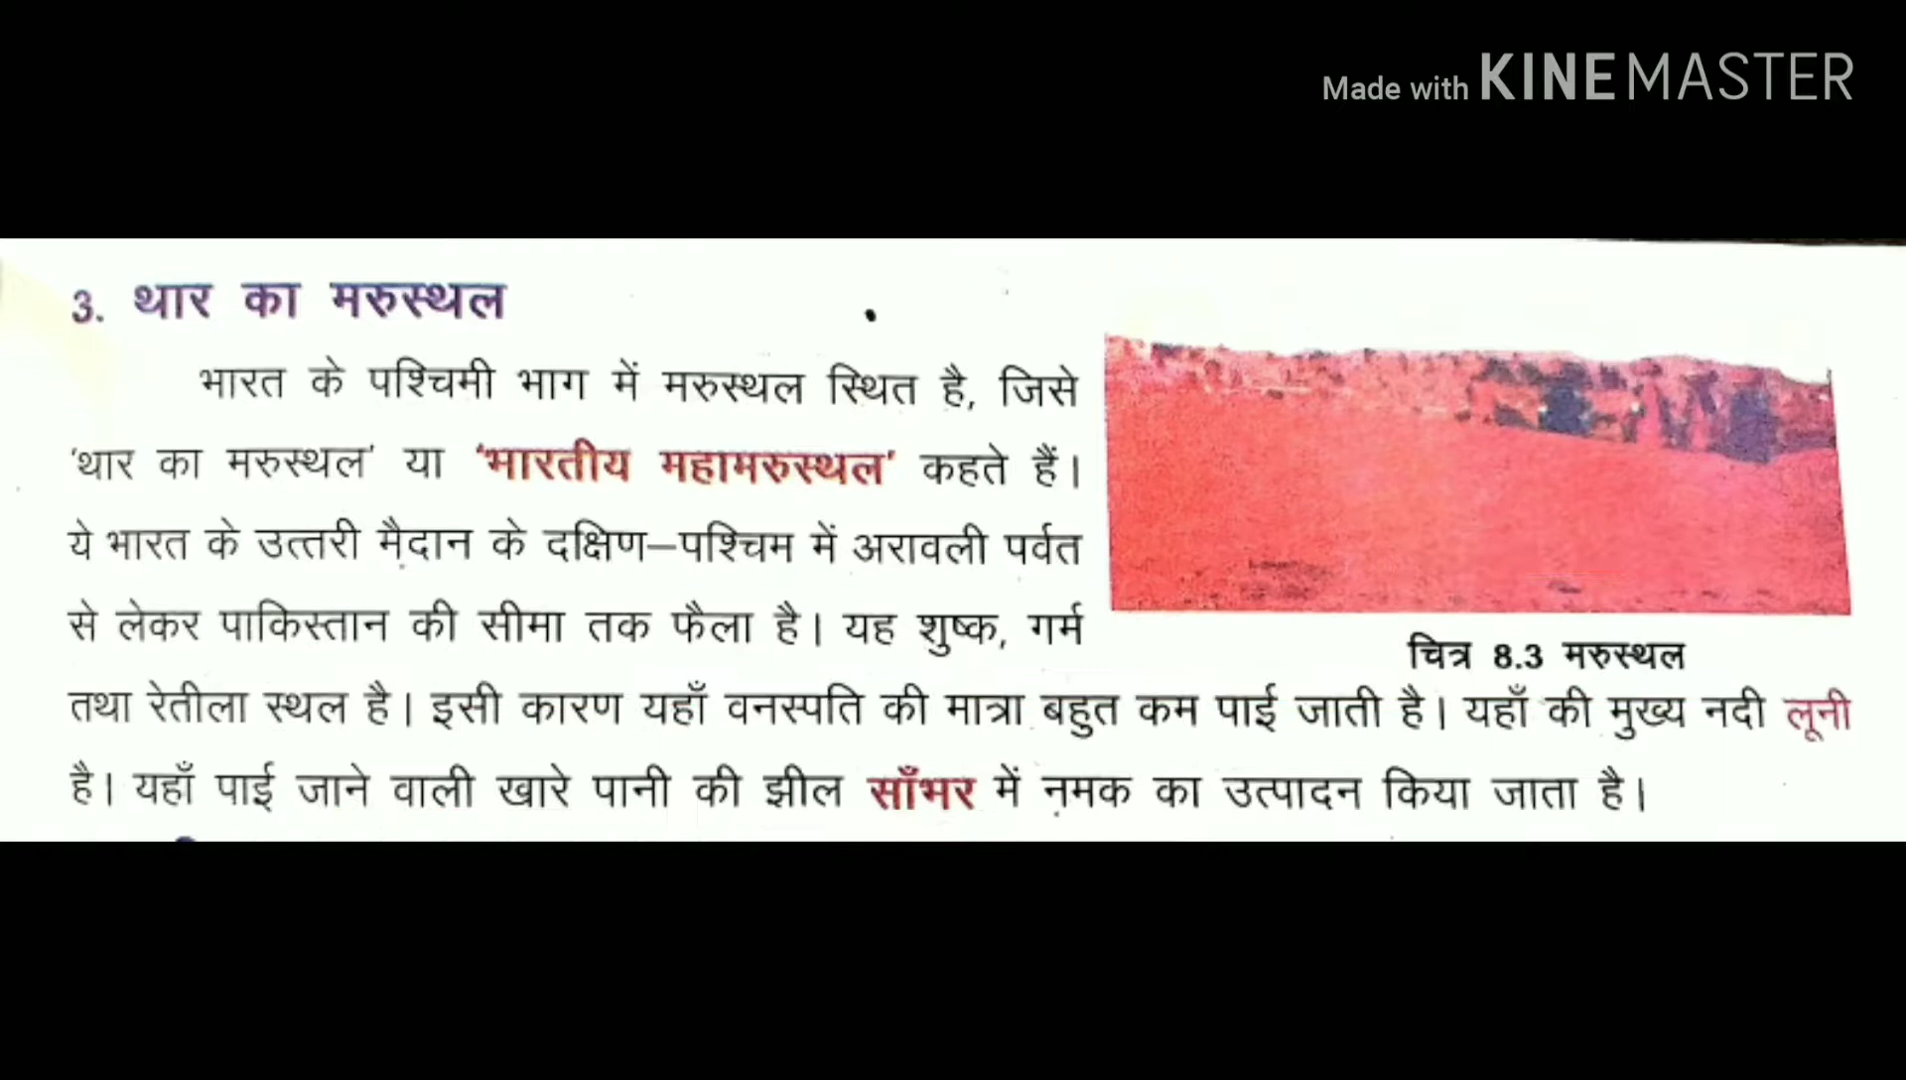 Made with KINEMASTER
3. थार का मरुस्थल
भारत के पश्चिमी भाग में मरुस्थल स्थित है, जिसे
'थार का मरुस्थल' या 'भारतीय महामरुस्थल' कहते हैं।
ये भारत के उत्तरी मैदान के दक्षिण–पश्चिम में अरावली पर्वत
से लेकर पाकिस्तान की सीमा तक फैला है। यह शुष्क, गर्म
चित्र 8.3 मरुस्थल
तथा रेतीला स्थल है। इसी कारण यहाँ वनस्पति की मात्रा बहुत कम पाई जाती है। यहाँ की मुख्य नदी लूनी
है। यहाँ पाई जाने वाली खारे पानी की झील साँभर में नमक का उत्पादन किया जाता है।